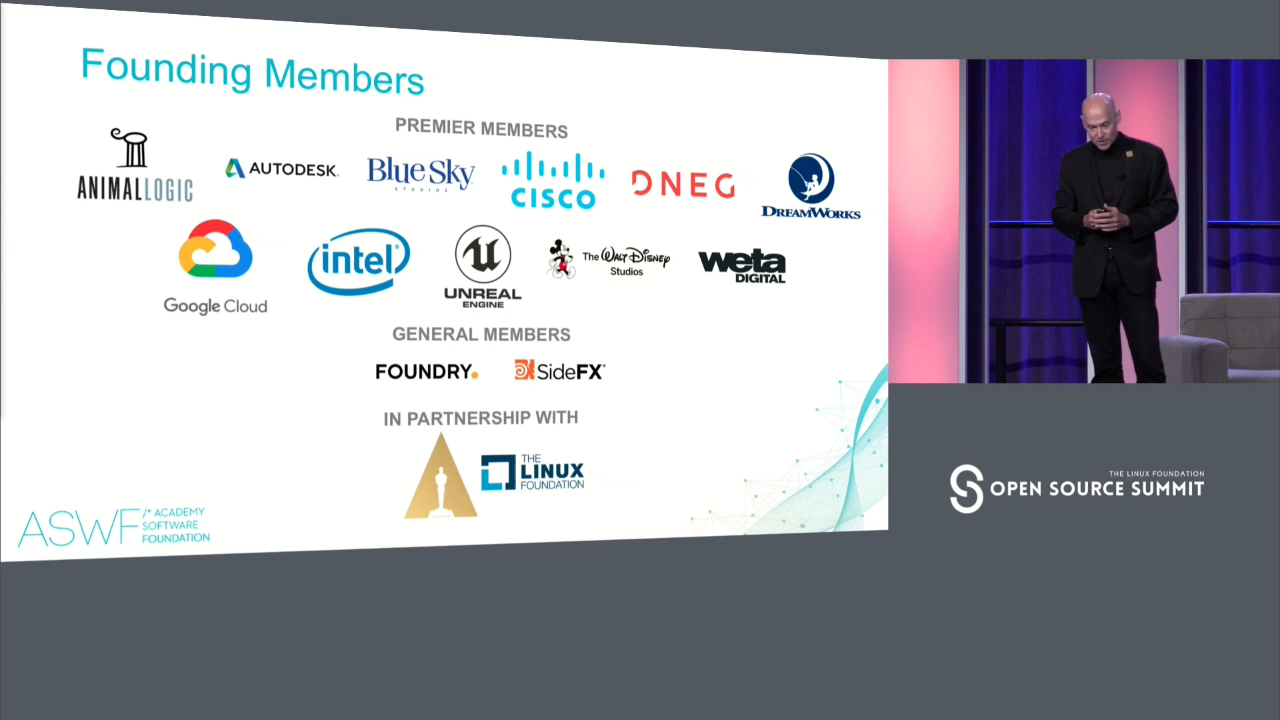 Founding Members
PREMIER MEMBERS
ANIMALLOGIC
AUTODESK.
Blue Sky
STUDIOS
CISCO
DNEG
DREAMWORKS
Google Cloud
intel
UNREAL
ENGINE
The WALT DISNEY
Studios
weta
DIGITAL
GENERAL MEMBERS
FOUNDRY.
SideFX
IN PARTNERSHIP WITH
THE
LINUX
FOUNDATION
ASWF
/* ACADEMY
SOFTWARE
FOUNDATION
THE LINUX FOUNDATION
OPEN SOURCE SUMMIT